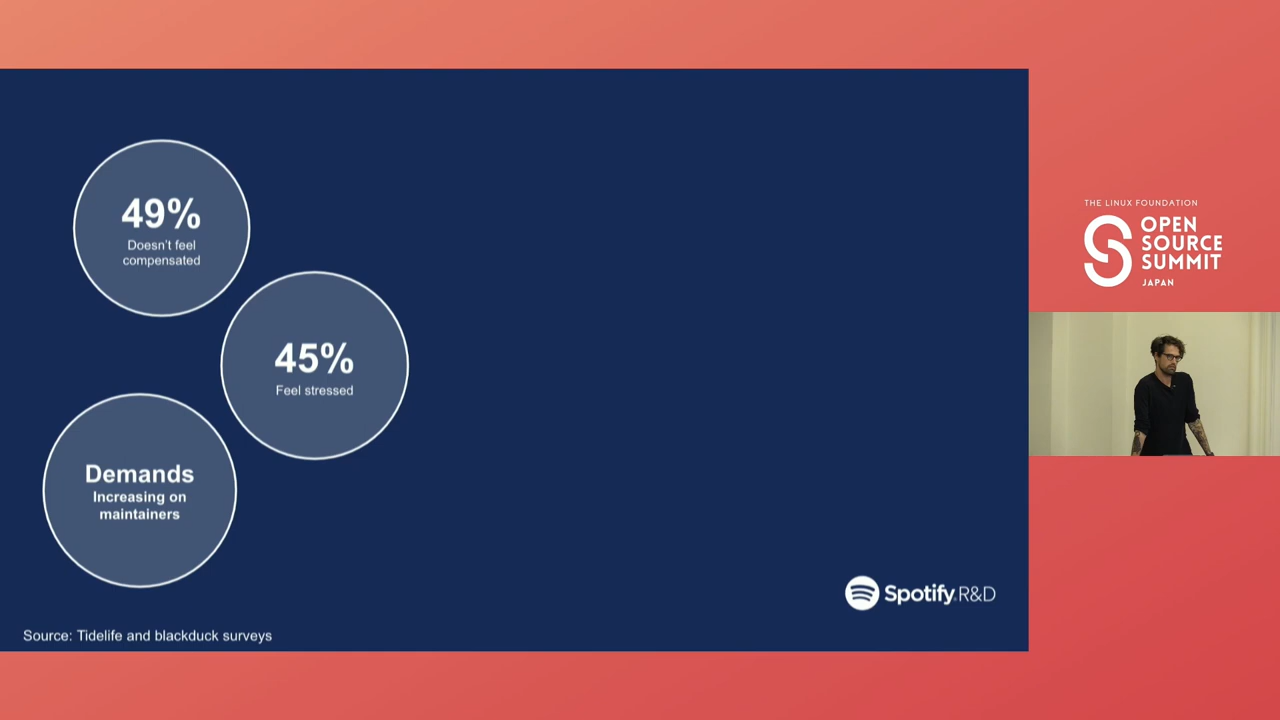 49%
Doesn't feel
compensated
45%
Feel stressed
Demands
Increasing on
maintainers
Spotify R&D
Source: Tidelife and blackduck surveys
THE LINUX FOUNDATION
OPEN
SOURCE
SUMMIT
JAPAN